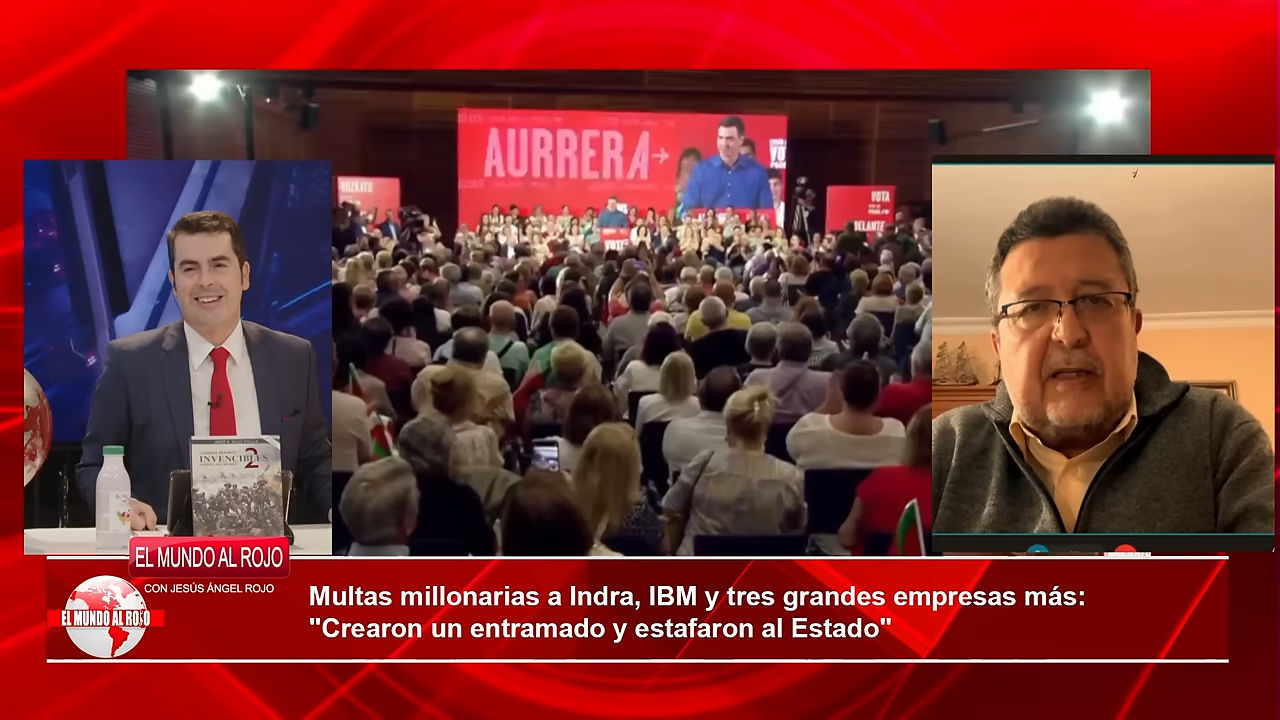 AURRERA
VOTA
DELANTE
INVENCIBLES
2
EL MUNDO AL ROJO
CON JESÚS ÁNGEL ROJO
EL MUNDO AL ROJO
Multas millonarias a Indra, IBM y tres grandes empresas más:
"Crearon un entramado y estafaron al Estado"